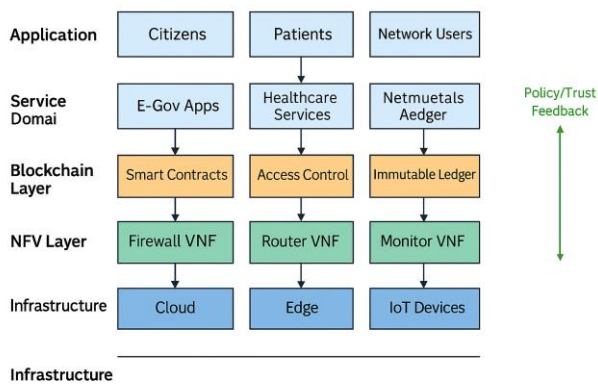 Application
Citizens
Patients
Network Users
Service
Domai
E-Gov Apps
Healthcare
Services
Netmuetals
Aedger
Policy/Trust
Feedback
Blockchain
Layer
Smart Contracts
Access Control
Immutable Ledger
NFV Layer
Firewall VNF
Router VNF
Monitor VNF
Infrastructure
Cloud
Edge
IoT Devices
Infrastructure